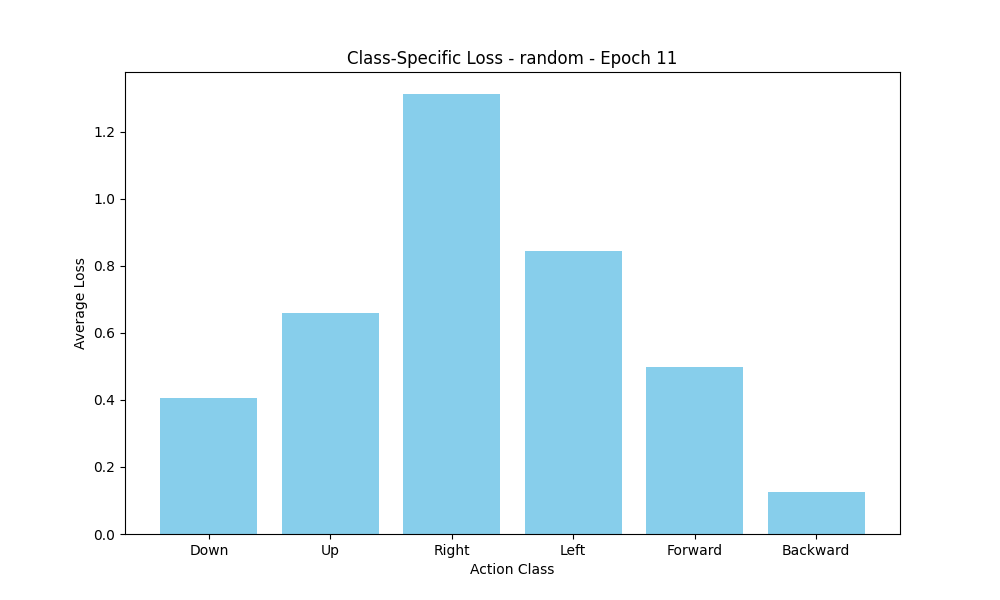 Class-Specific Loss - random - Epoch 11
Average Loss
1.2
1.0
0.8
0.6
0.4
0.2
0.0
Down Up Right Left Forward Backward
Action Class